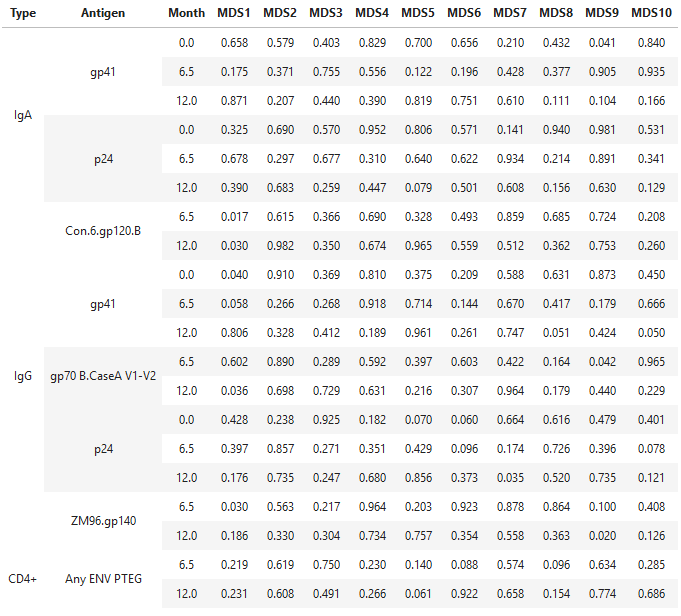 Type Antigen Month MDS1 MDS2 MDS3 MDS4 MDS5 MDS6 MDS7 MDS8 MDS9 MDS10
IgA gp41 0.0 0.658 0.579 0.403 0.829 0.700 0.656 0.210 0.432 0.041 0.840
6.5 0.175 0.371 0.755 0.556 0.122 0.196 0.428 0.377 0.905 0.935
12.0 0.871 0.207 0.440 0.390 0.819 0.751 0.610 0.111 0.104 0.166
p24 0.0 0.325 0.690 0.570 0.952 0.806 0.571 0.141 0.940 0.981 0.531
6.5 0.678 0.297 0.677 0.310 0.640 0.622 0.934 0.214 0.891 0.341
12.0 0.390 0.683 0.259 0.447 0.079 0.501 0.608 0.156 0.630 0.129
IgG Con.6.gp120.B 6.5 0.017 0.615 0.366 0.690 0.328 0.493 0.859 0.685 0.724 0.208
12.0 0.030 0.982 0.350 0.674 0.965 0.559 0.512 0.362 0.753 0.260
gp41 0.0 0.040 0.910 0.369 0.810 0.375 0.209 0.588 0.631 0.873 0.450
6.5 0.058 0.266 0.268 0.918 0.714 0.144 0.670 0.417 0.179 0.666
12.0 0.806 0.328 0.412 0.189 0.961 0.261 0.747 0.051 0.424 0.050
gp70 B.CaseA V1-V2 6.5 0.602 0.890 0.289 0.592 0.397 0.603 0.422 0.164 0.042 0.965
12.0 0.036 0.698 0.729 0.631 0.216 0.307 0.964 0.179 0.440 0.229
p24 0.0 0.428 0.238 0.925 0.182 0.070 0.060 0.664 0.616 0.479 0.401
6.5 0.397 0.857 0.271 0.351 0.429 0.096 0.174 0.726 0.396 0.078
12.0 0.176 0.735 0.247 0.680 0.856 0.373 0.035 0.520 0.735 0.121
ZM96.gp140 6.5 0.030 0.563 0.217 0.964 0.203 0.923 0.878 0.864 0.100 0.408
12.0 0.186 0.330 0.304 0.734 0.757 0.354 0.558 0.363 0.020 0.126
CD4+ Any ENV PTEG 6.5 0.219 0.619 0.750 0.230 0.140 0.088 0.574 0.096 0.634 0.285
12.0 0.231 0.608 0.491 0.266 0.061 0.922 0.658 0.154 0.774 0.686